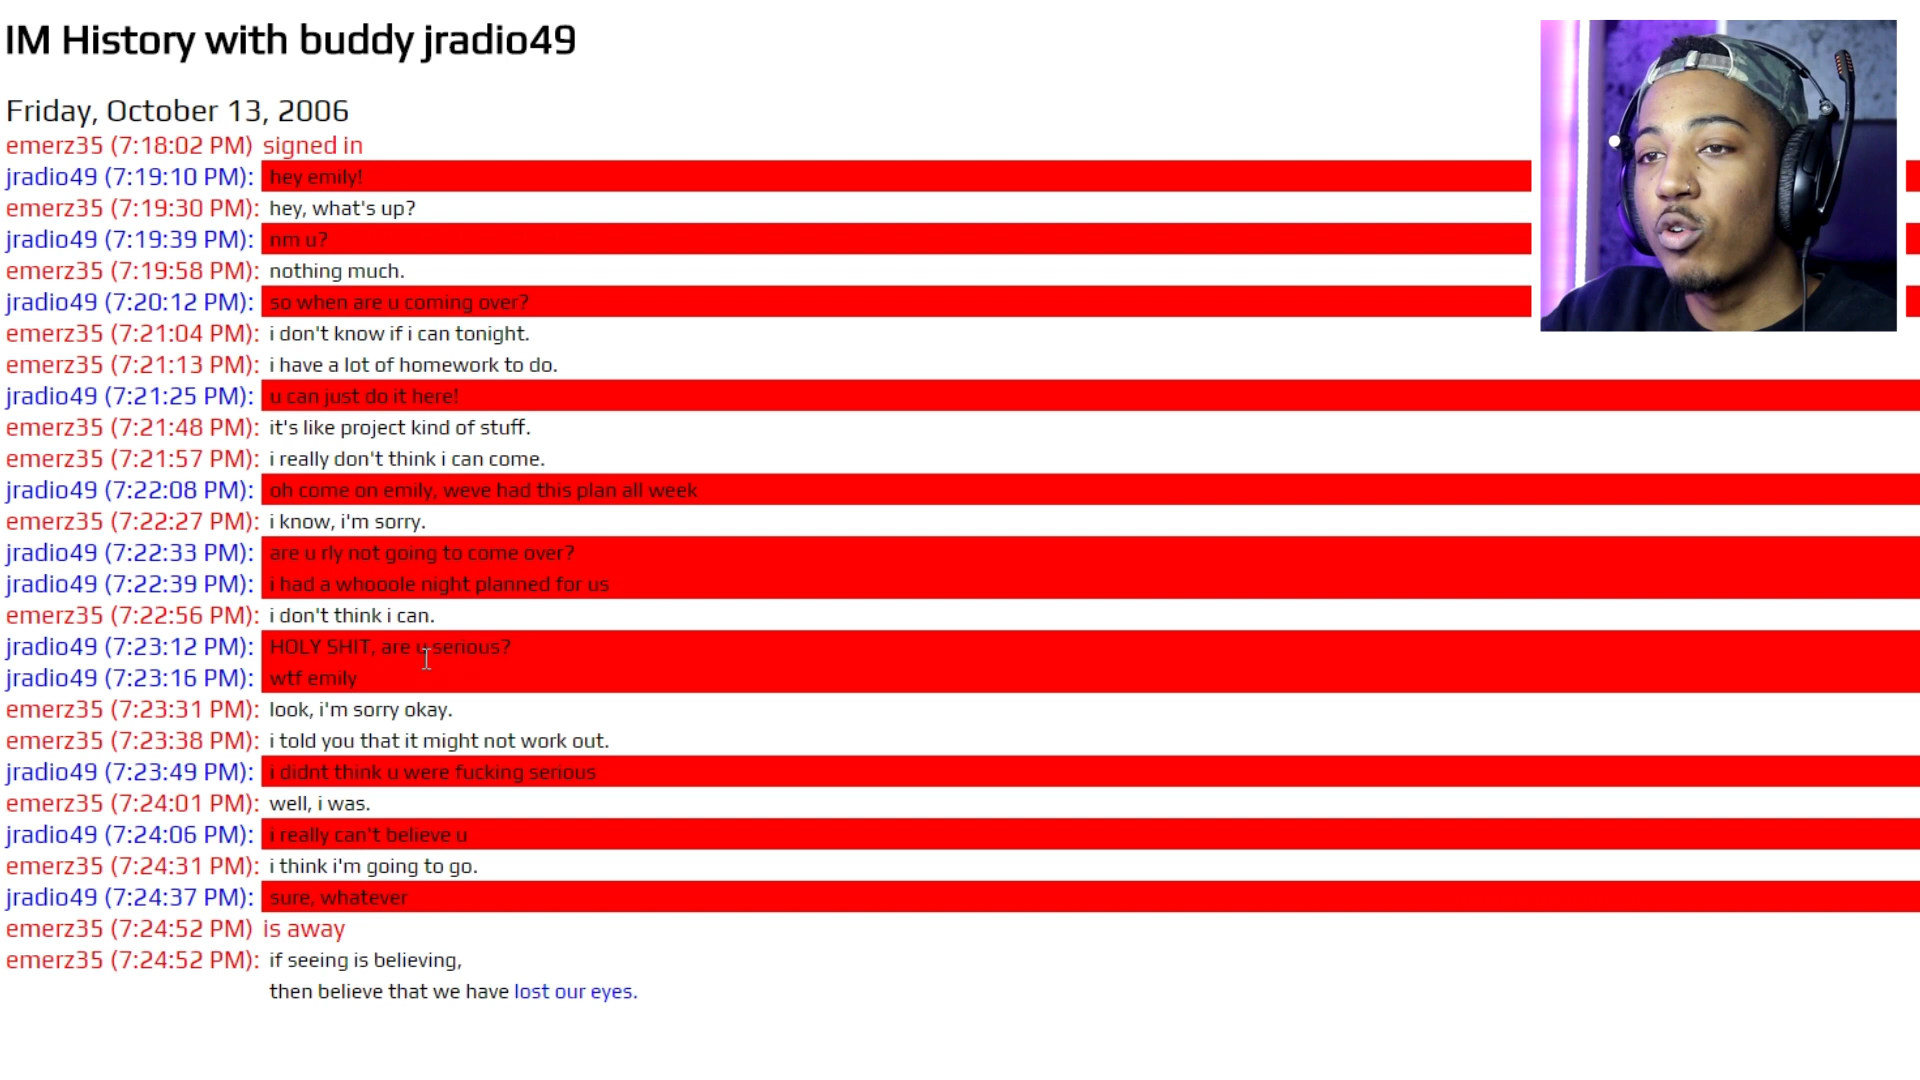 IM History with buddy jradio49
Friday, October 13, 2006
emerz35 (7:18:02 PM) signed in
jradio49 (7:19:10 PM): hey emily!
emerz35 (7:19:30 PM): hey, what's up?
jradio49 (7:19:39 PM): nm u?
emerz35 (7:19:58 PM): nothing much.
jradio49 (7:20:12 PM): so when are u coming over?
emerz35 (7:21:04 PM): i don't know if i can tonight.
emerz35 (7:21:13 PM): i have a lot of homework to do.
jradio49 (7:21:25 PM): u can just do it here!
emerz35 (7:21:48 PM): it's like project kind of stuff.
emerz35 (7:21:57 PM): i really don't think i can come.
jradio49 (7:22:08 PM): oh come on emily, weve had this plan all week
emerz35 (7:22:27 PM): i know, i'm sorry.
jradio49 (7:22:33 PM): are u rly not going to come over?
jradio49 (7:22:39 PM): i had a whooole night planned for us
emerz35 (7:22:56 PM): i don't think i can.
jradio49 (7:23:12 PM): HOLY SHIT, are u serious?
jradio49 (7:23:16 PM): wtf emily
emerz35 (7:23:31 PM): look, i'm sorry okay.
emerz35 (7:23:38 PM): i told you that it might not work out.
jradio49 (7:23:49 PM): i didnt think u were fucking serious
emerz35 (7:24:01 PM): well, i was.
jradio49 (7:24:06 PM): i really can't believe u
emerz35 (7:24:31 PM): i think i'm going to go.
jradio49 (7:24:37 PM): sure, whatever
emerz35 (7:24:52 PM) is away
emerz35 (7:24:52 PM): if seeing is believing,
then believe that we have lost our eyes.